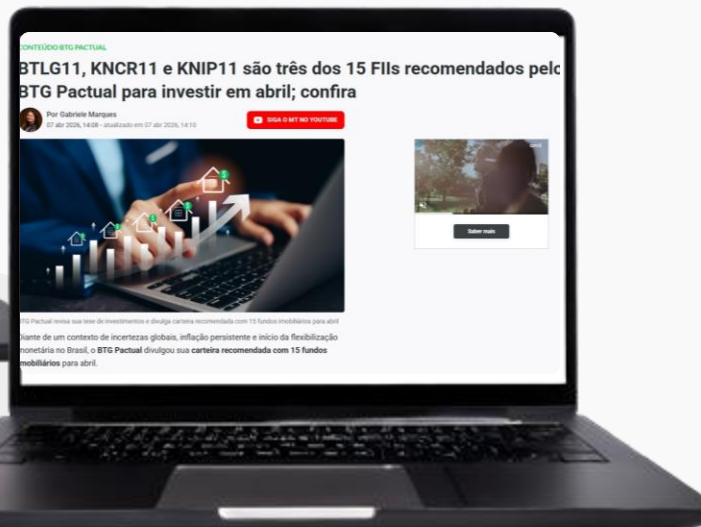 CONTEÚDO BTG PACTUAL
BTLG11, KNCR11 e KNIP11 são três dos 15 FIIs recomendados pelo
BTG Pactual para investir em abril; confira
Por Gabriele Marques
07 abr 2026, 14:08 - atualizado em 07 abr 2026, 14:10
SIGA O MT NO YOUTUBE
Saber mais
BTG Pactual revisa sua tese de investimentos e divulga carteira recomendada com 15 fundos imobiliários para abril
Diante de um contexto de incertezas globais, inflação persistente e início da flexibilização
monetária no Brasil, o BTG Pactual divulgou sua carteira recomendada com 15 fundos
imobiliários para abril.